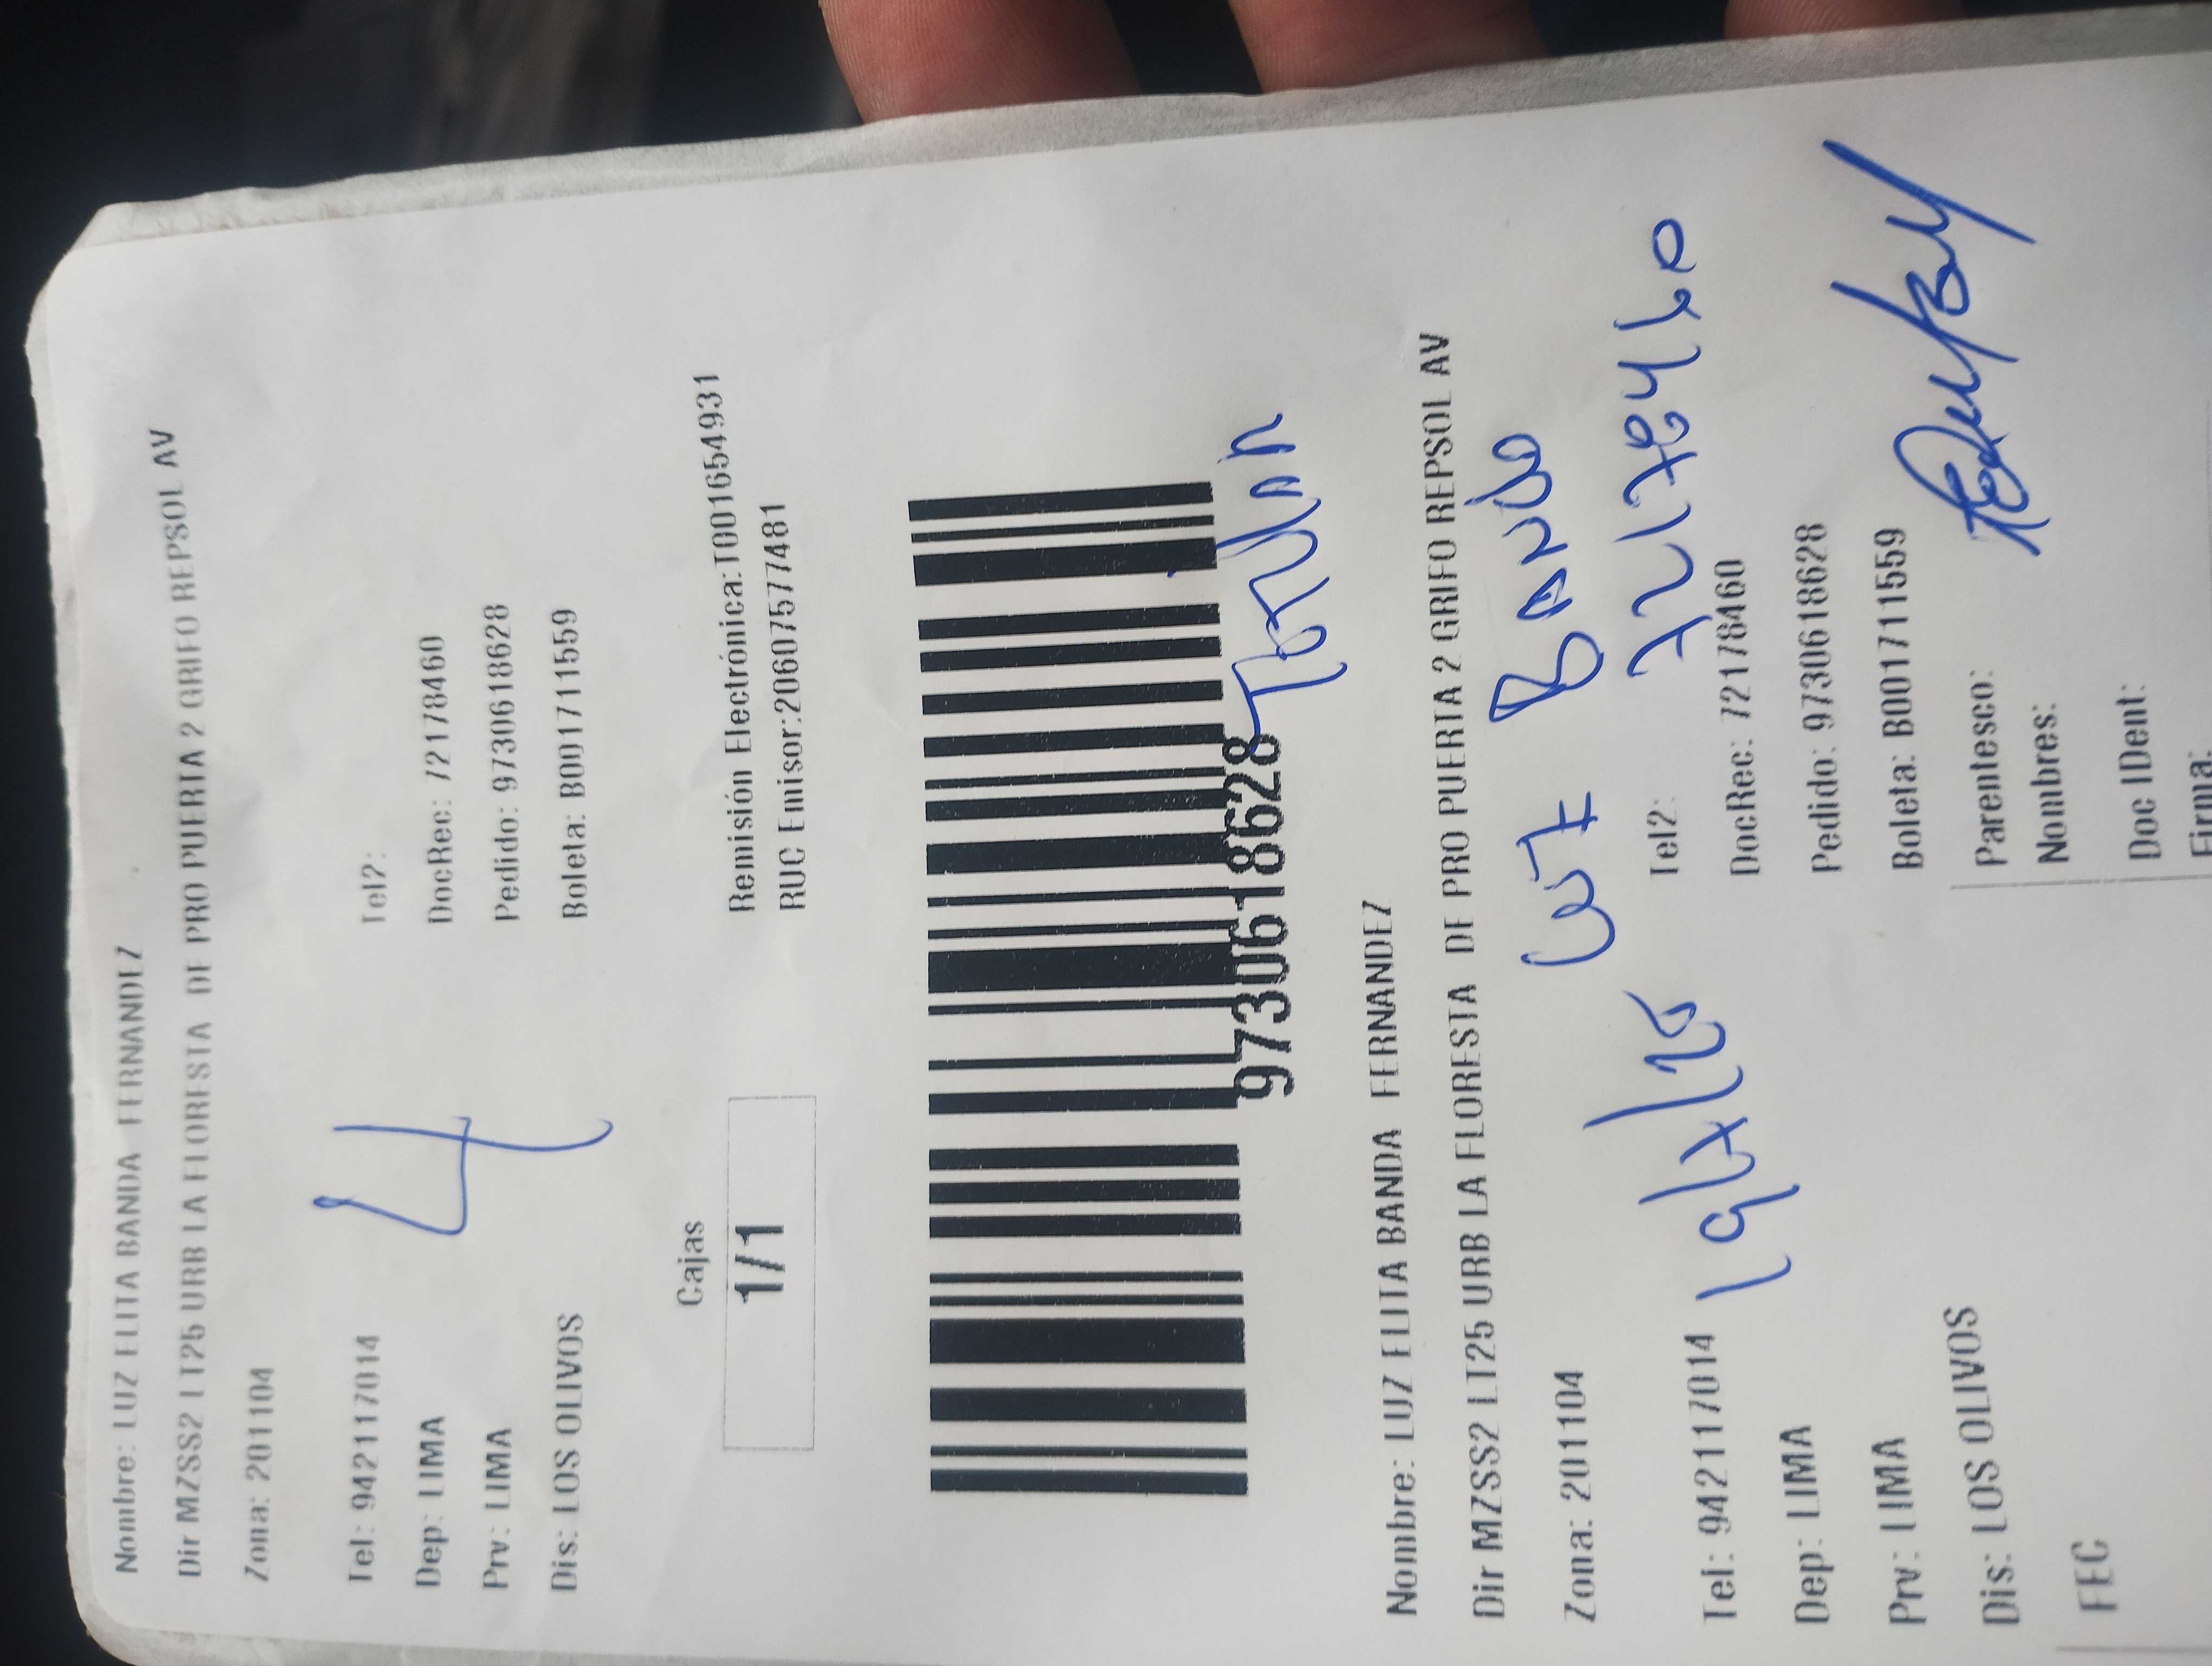 Nombre: LUZ ELITA BANDA FERNANDEZ
Dir MZSS2 LT25 URB LA FLORESTA DE PRO PUERTA 2 GRIFO REPSOL AV
Zona: 201104
Tel: 942117014 Tel2:
Dep: LIMA DocRec: 72178460
Prv: LIMA Pedido: 9730618628
Dis: LOS OLIVOS Boleta: B001711559
4
Cajas
1/1
Remisión Electrónica:T001654931
RUC Emisor:20607577481
9730618628
Nombre: LUZ ELITA BANDA FERNANDEZ
Dir MZSS2 LT25 URB LA FLORESTA DE PRO PUERTA 2 GRIFO REPSOL AV
Zona: 201104
Luz Banda
Tel: 942117014 Tel2:
72178460
Dep: LIMA DocRec: 72178460
Prv: LIMA Pedido: 9730618628
Dis: LOS OLIVOS Boleta: B001711559
Parentesco:
Nombres:
FEC
Doc IDent:
Firma: